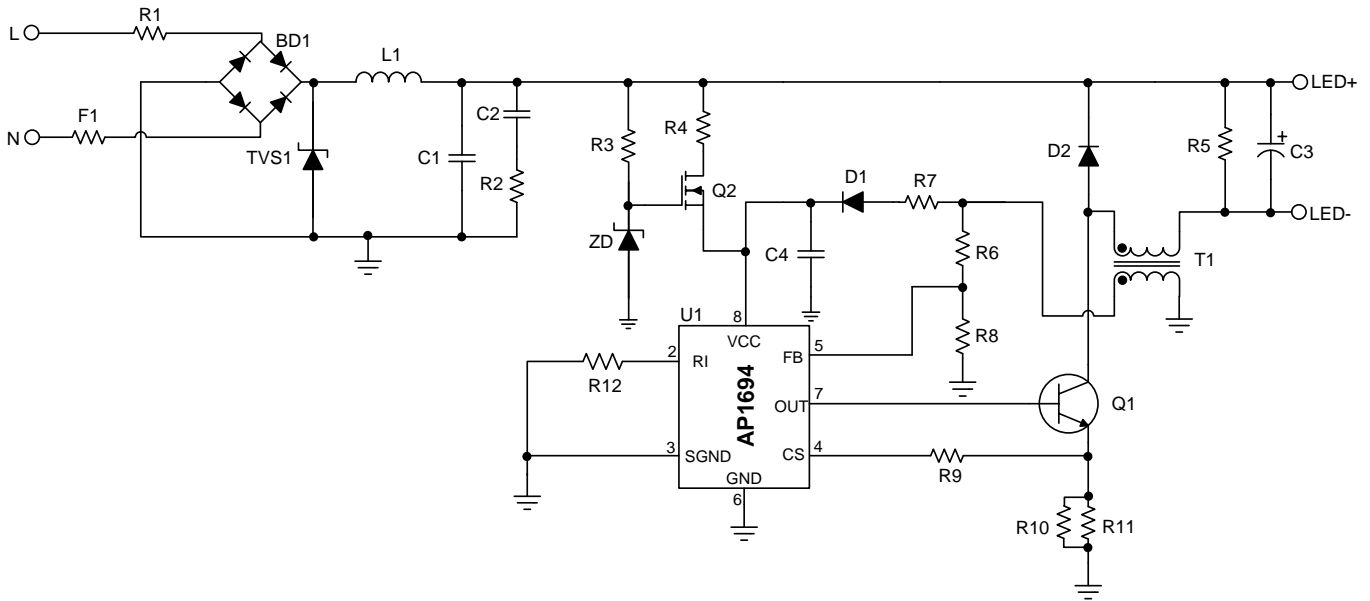 R1
L
BD1
L1
LED+
F1
C2
R4
R3
R5
+
C3
N
TVS1
C1
D2
R2
Q2
D1
R7
LED-
ZD
C4
R6
T1
U1
8
VCC
R8
2
RI
5
FB
R12
AP1694
7
OUT
Q1
3
SGND
4
CS
R9
GND
6
R10
R11